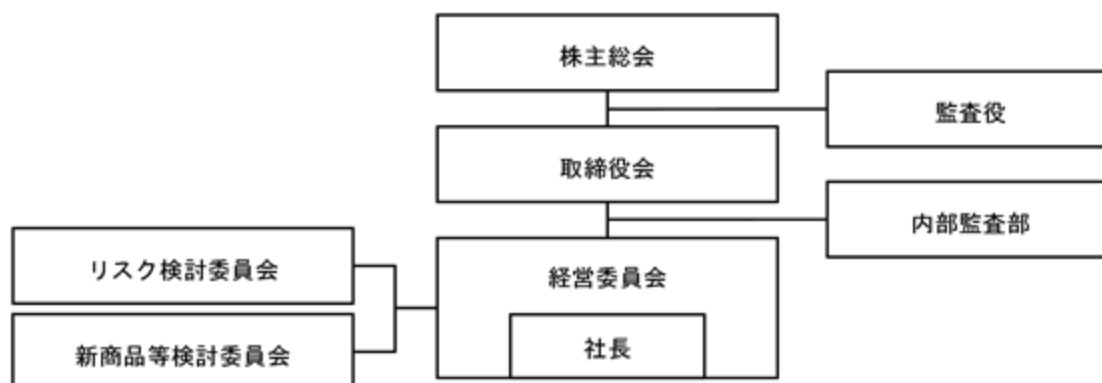 株主総会
監査役
取締役会
内部監査部
経営委員会
リスク検討委員会
新商品等検討委員会
社長